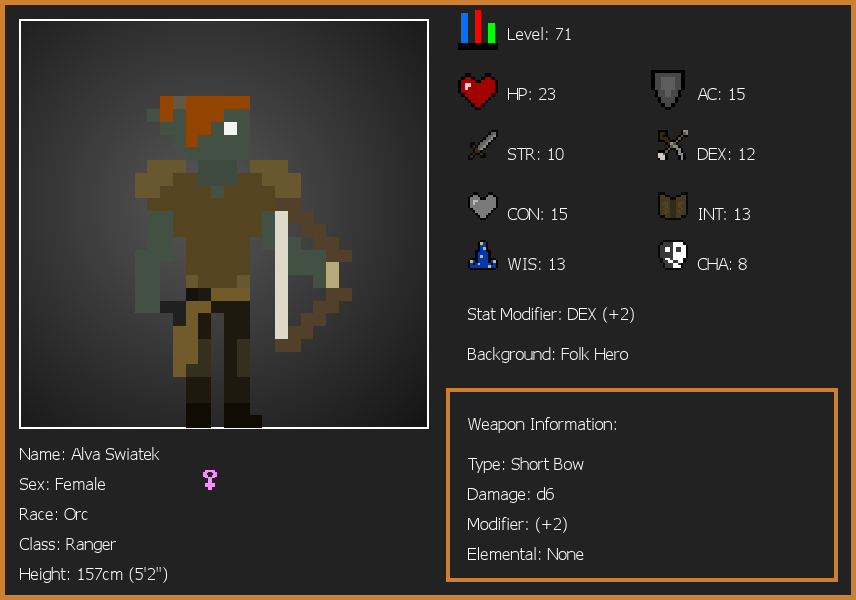 Level: 71
HP: 23
AC: 15
STR: 10
DEX: 12
CON: 15
INT: 13
WIS: 13
CHA: 8
Stat Modifier: DEX (+2)
Background: Folk Hero
Weapon Information:
Type: Short Bow
Damage: d6
Modifier: (+2)
Elemental: None
Name: Alva Swiatek
Sex: Female
Race: Orc
Class: Ranger
Height: 157cm (5'2")